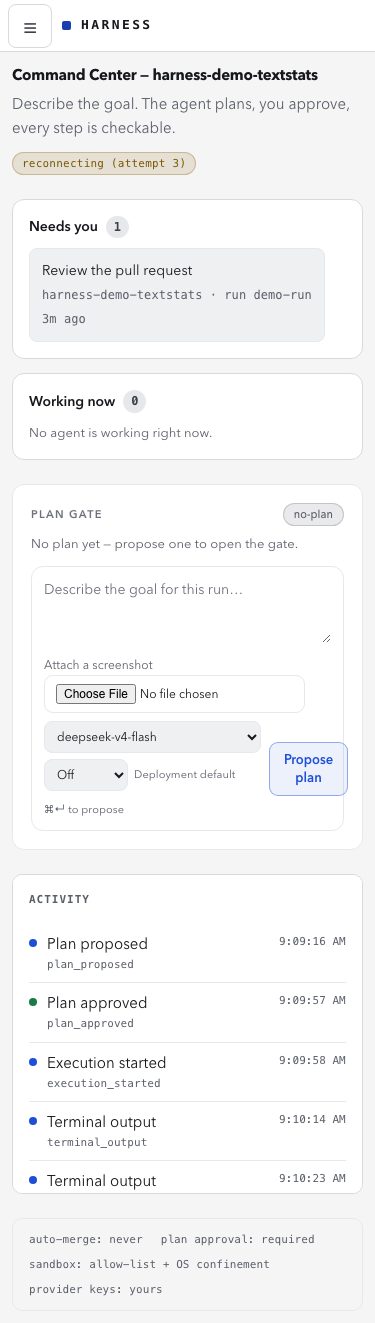 HARNESS
Command Center — harness-demo-textstats
Describe the goal. The agent plans, you approve,
every step is checkable.
reconnecting (attempt 3)
Needs you 1
Review the pull request
harness-demo-textstats · run demo-run
3m ago
Working now 0
No agent is working right now.
PLAN GATE no-plan
No plan yet — propose one to open the gate.
Describe the goal for this run…
Attach a screenshot
Choose File No file chosen
deepseek-v4-flash
Propose
plan
Off Deployment default
⌘↵ to propose
ACTIVITY
Plan proposed 9:09:16 AM
plan_proposed
Plan approved 9:09:57 AM
plan_approved
Execution started 9:09:58 AM
execution_started
Terminal output 9:10:14 AM
terminal_output
Terminal output 9:10:23 AM
auto-merge: never plan approval: required
sandbox: allow-list + OS confinement
provider keys: yours